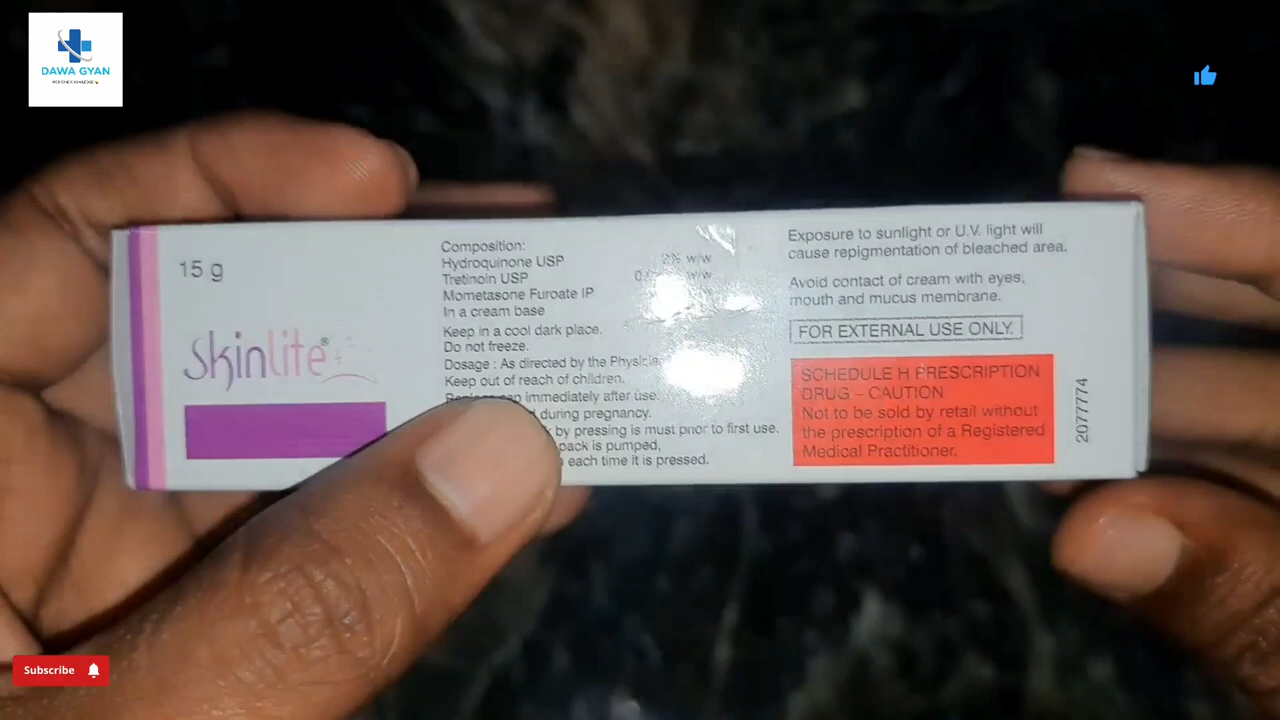 DAWA GYAN
15 g
Skinlite®
Composition:
Hydroquinone USP 2% w/w
Tretinoin USP w/w
Mometasone Furoate IP
In a cream base
Keep in a cool dark place.
Do not freeze.
Dosage : As directed by the
Keep out of reach of children.
immediately after use.
during pregnancy.
by pressing is must prior to first use.
pack is pumped,
each time it is pressed.
Exposure to sunlight or U.V. light will
cause repigmentation of bleached area.
Avoid contact of cream with eyes,
mouth and mucus membrane.
FOR EXTERNAL USE ONLY.
SCHEDULE H PRESCRIPTION
DRUG – CAUTION
Not to be sold by retail without
the prescription of a Registered
Medical Practitioner.
2077774
Subscribe